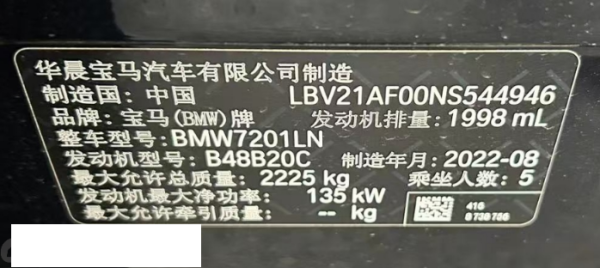 华晨宝马汽车有限公司制造
制造国: 中国 LBV21AF00NS544946
品牌: 宝马(BMW)牌 发动机排量: 1998 mL
整车型号: BMW7201LN
发动机型号: B48B20C 制造年月: 2022-08
最大允许总质量: 2225 kg 乘坐人数: 5
发动机最大净功率: 135 kW
最大允许牵引质量: -- kg
416
8738786